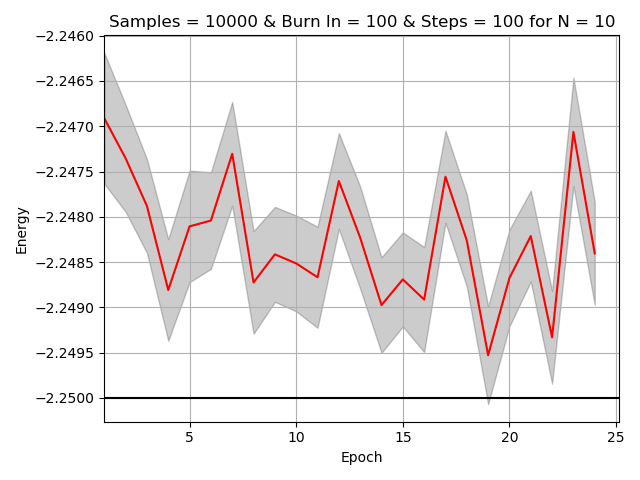 Samples = 10000 & Burn In = 100 & Steps = 100 for N = 10
−2.2460
−2.2465
−2.2470
−2.2475
−2.2480
−2.2485
−2.2490
−2.2495
−2.2500
Energy
5 10 15 20 25
Epoch